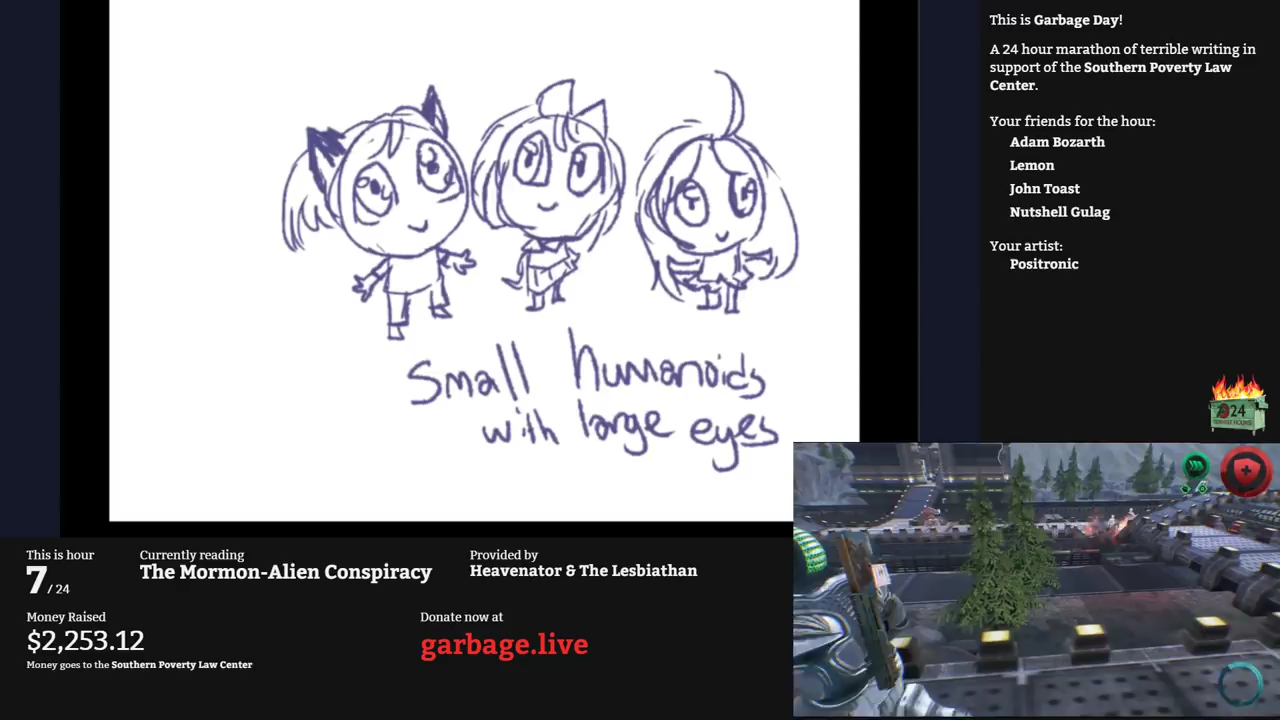 Small humanoids
with large eyes
This is Garbage Day!
A 24 hour marathon of terrible writing in
support of the Southern Poverty Law
Center.
Your friends for the hour:
Adam Bozarth
Lemon
John Toast
Nutshell Gulag
Your artist:
Positronic
This is hour
7/ 24
Currently reading
The Mormon-Alien Conspiracy
Provided by
Heavenator & The Lesbiathan
Money Raised
$2,253.12
Money goes to the Southern Poverty Law Center
Donate now at
garbage.live